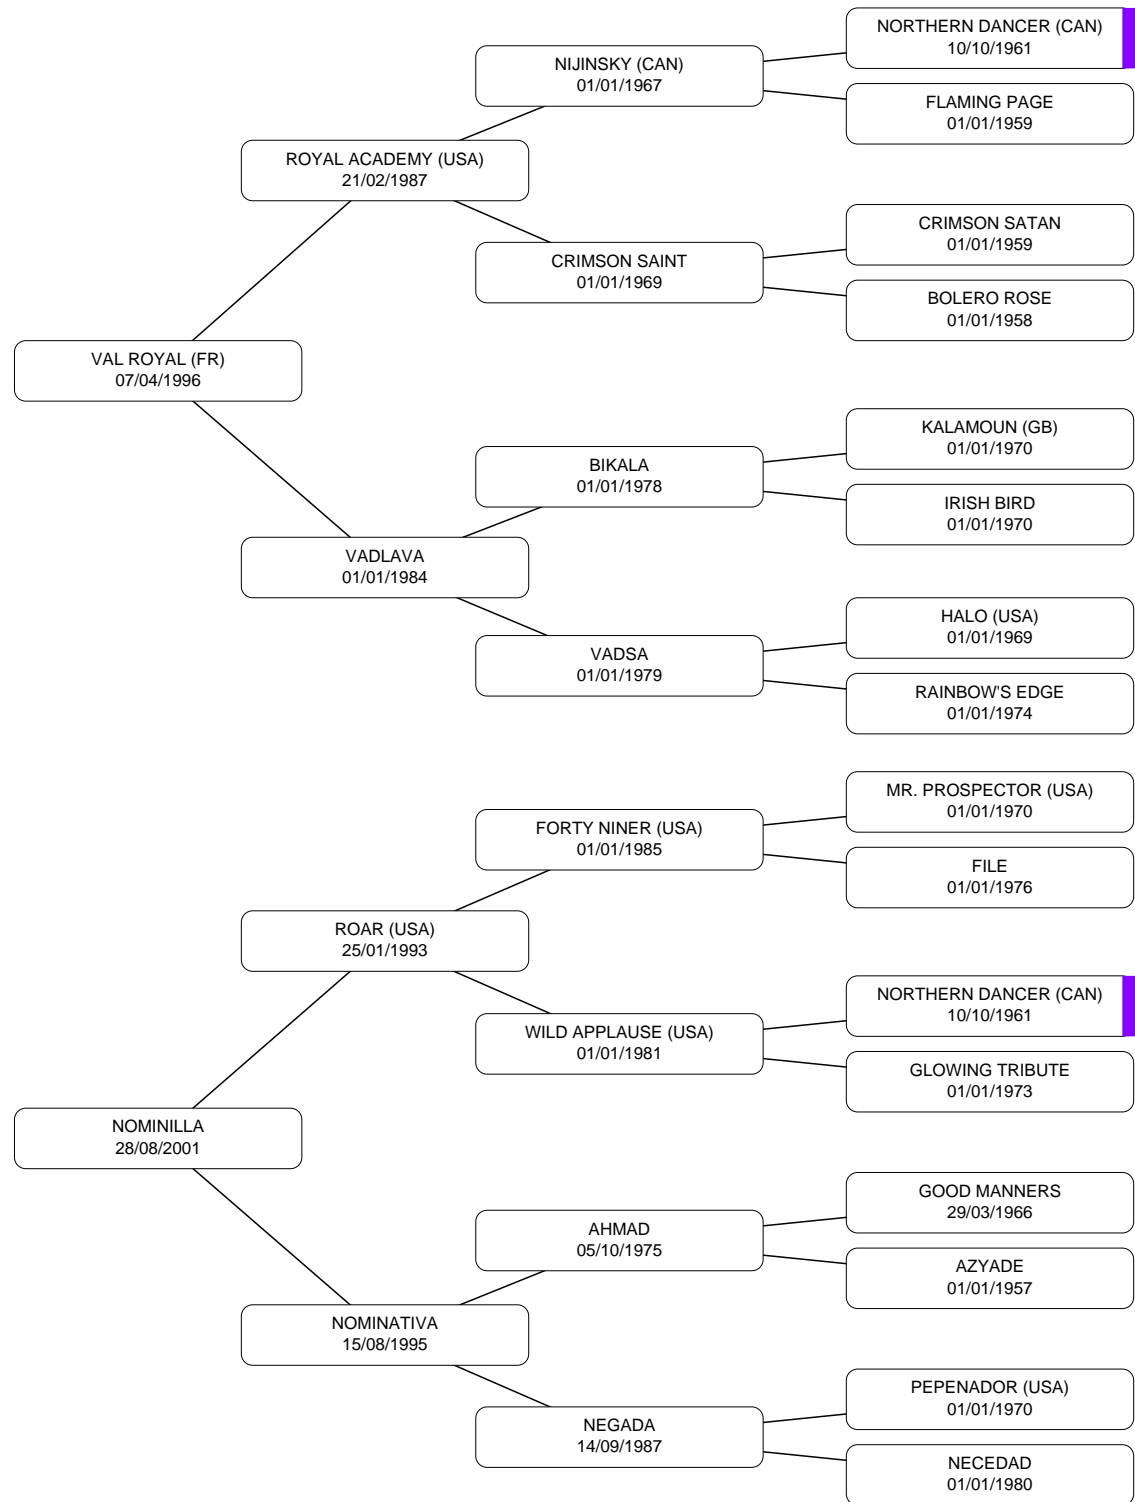 NORTHERN DANCER (CAN)
10/10/1961
NIJINSKY (CAN)
01/01/1967
FLAMING PAGE
01/01/1959
ROYAL ACADEMY (USA)
21/02/1987
CRIMSON SATAN
01/01/1959
CRIMSON SAINT
01/01/1969
BOLERO ROSE
01/01/1958
VAL ROYAL (FR)
07/04/1996
KALAMOUN (GB)
01/01/1970
BIKALA
01/01/1978
IRISH BIRD
01/01/1970
VADLAVA
01/01/1984
HALO (USA)
01/01/1969
VADSA
01/01/1979
RAINBOW'S EDGE
01/01/1974
MR. PROSPECTOR (USA)
01/01/1970
FORTY NINER (USA)
01/01/1985
FILE
01/01/1976
ROAR (USA)
25/01/1993
NORTHERN DANCER (CAN)
10/10/1961
WILD APPLAUSE (USA)
01/01/1981
GLOWING TRIBUTE
01/01/1973
NOMINILLA
28/08/2001
GOOD MANNERS
29/03/1966
AHMAD
05/10/1975
AZYADE
01/01/1957
NOMINATIVA
15/08/1995
PEPENADOR (USA)
01/01/1970
NEGADA
14/09/1987
NECEDAD
01/01/1980